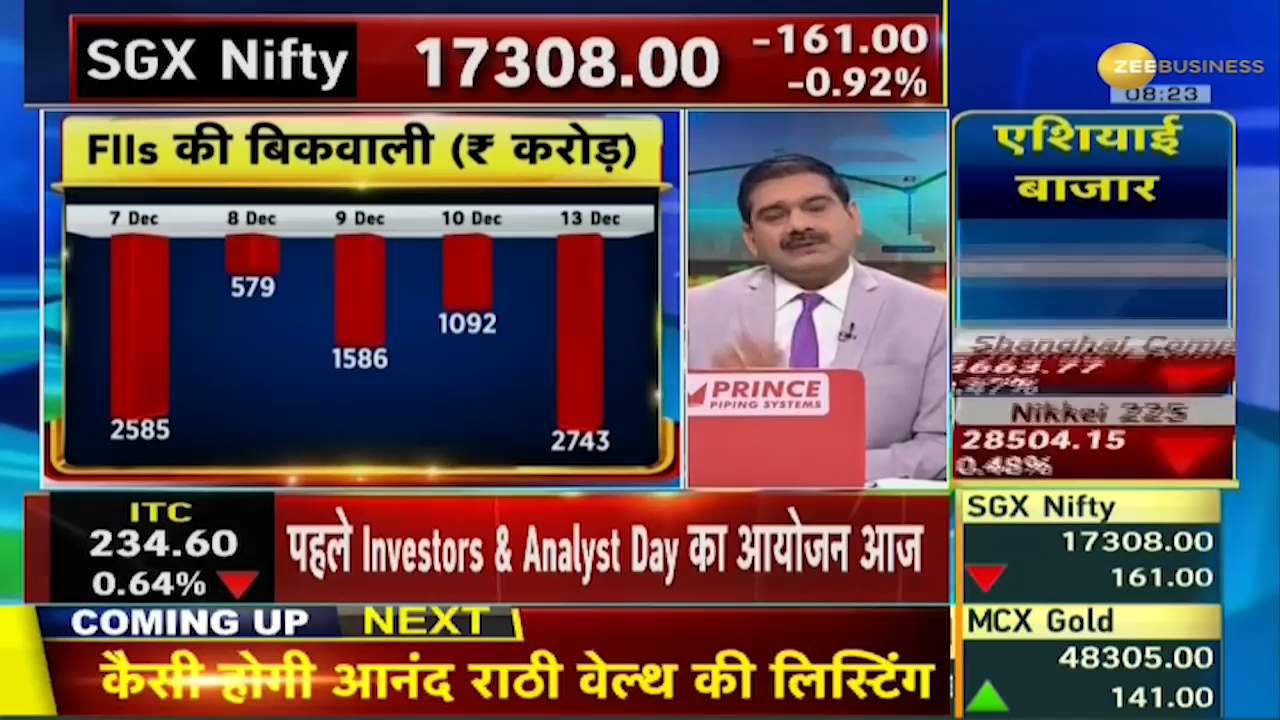 SGX Nifty
17308.00
-161.00
-0.92%
ZEEBUSINESS
08:23
FIIs की बिकवाली (₹ करोड़)
7 Dec
8 Dec
9 Dec
10 Dec
13 Dec
2585
579
1586
1092
2743
PRINCE
PIPING SYSTEMS
एशियाई
बाजार
Shanghai
4663.77
Nikkei 225
28504.15
0.48%
ITC
234.60
0.64%
पहले Investors & Analyst Day का आयोजन आज
SGX Nifty
17308.00
161.00
MCX Gold
48305.00
141.00
COMING UP NEXT
कैसी होगी आनंद राठी वेल्थ की लिस्टिंग